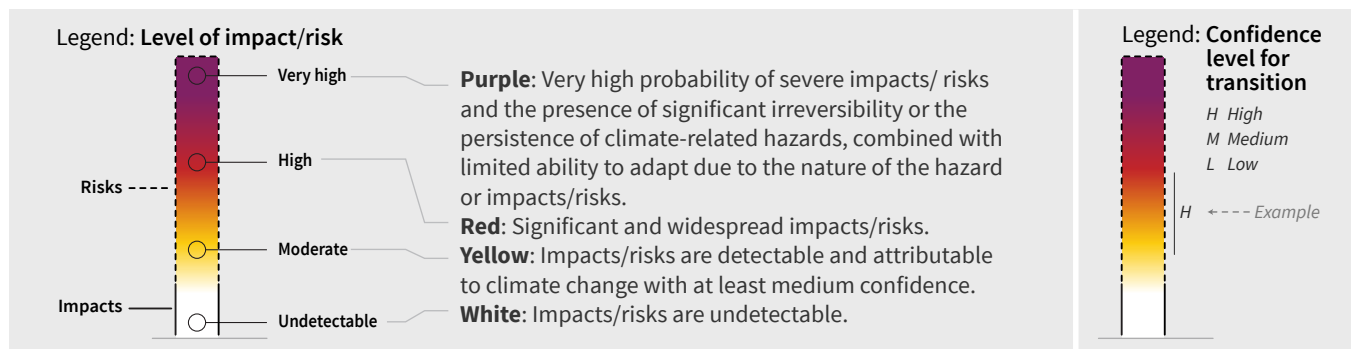 Legend: Level of impact/risk
Very high
High
Risks
Moderate
Impacts
Undetectable
Purple: Very high probability of severe impacts/ risks
and the presence of significant irreversibility or the
persistence of climate-related hazards, combined with
limited ability to adapt due to the nature of the hazard
or impacts/risks.
Red: Significant and widespread impacts/risks.
Yellow: Impacts/risks are detectable and attributable
to climate change with at least medium confidence.
White: Impacts/risks are undetectable.
Legend: Confidence
level for
transition
H High
M Medium
L Low
H
Example